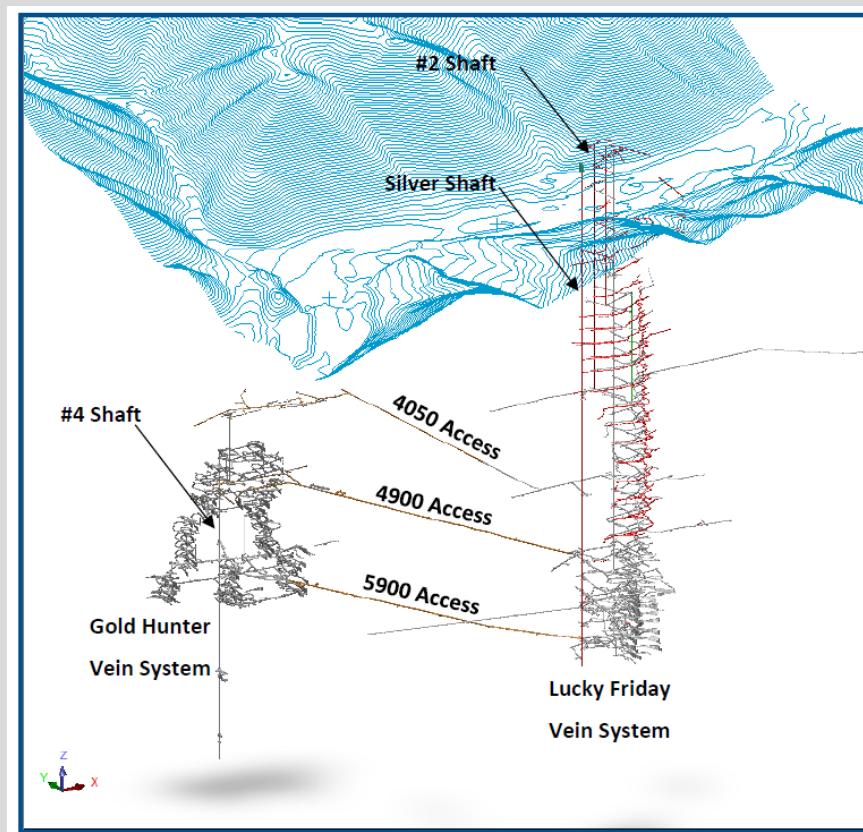 #2 Shaft
Silver Shaft
4050 Access
#4 Shaft
4900 Access
5900 Access
Gold Hunter
Vein System
Lucky Friday
Vein System
Z
Y
X